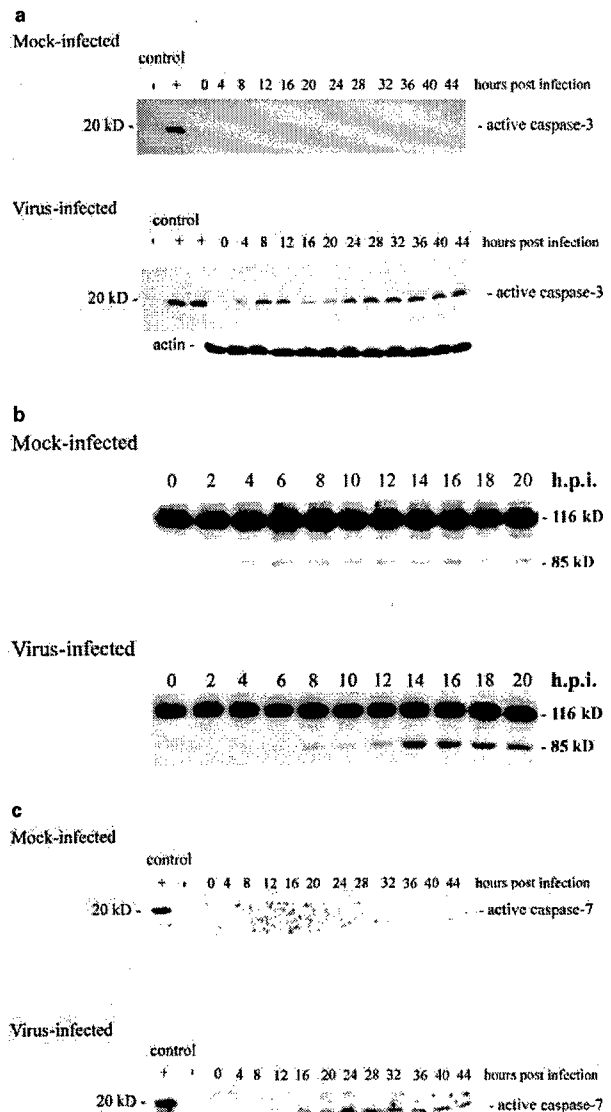 a
Mock-infected
control
- + 0 4 8 12 16 20 24 28 32 36 40 44 hours post infection
20 kD - - active caspase-3
Virus-infected
control
- + + 0 4 8 12 16 20 24 28 32 36 40 44 hours post infection
20 kD - - active caspase-3
actin -
b
Mock-infected
0 2 4 6 8 10 12 14 16 18 20 h.p.i.
- 116 kD
- 85 kD
Virus-infected
0 2 4 6 8 10 12 14 16 18 20 h.p.i.
- 116 kD
- 85 kD
c
Mock-infected
control
+ - 0 4 8 12 16 20 24 28 32 36 40 44 hours post infection
20 kD - - active caspase-7
Virus-infected
control
+ - 0 4 8 12 16 20 24 28 32 36 40 44 hours post infection
20 kD - - active caspase-7